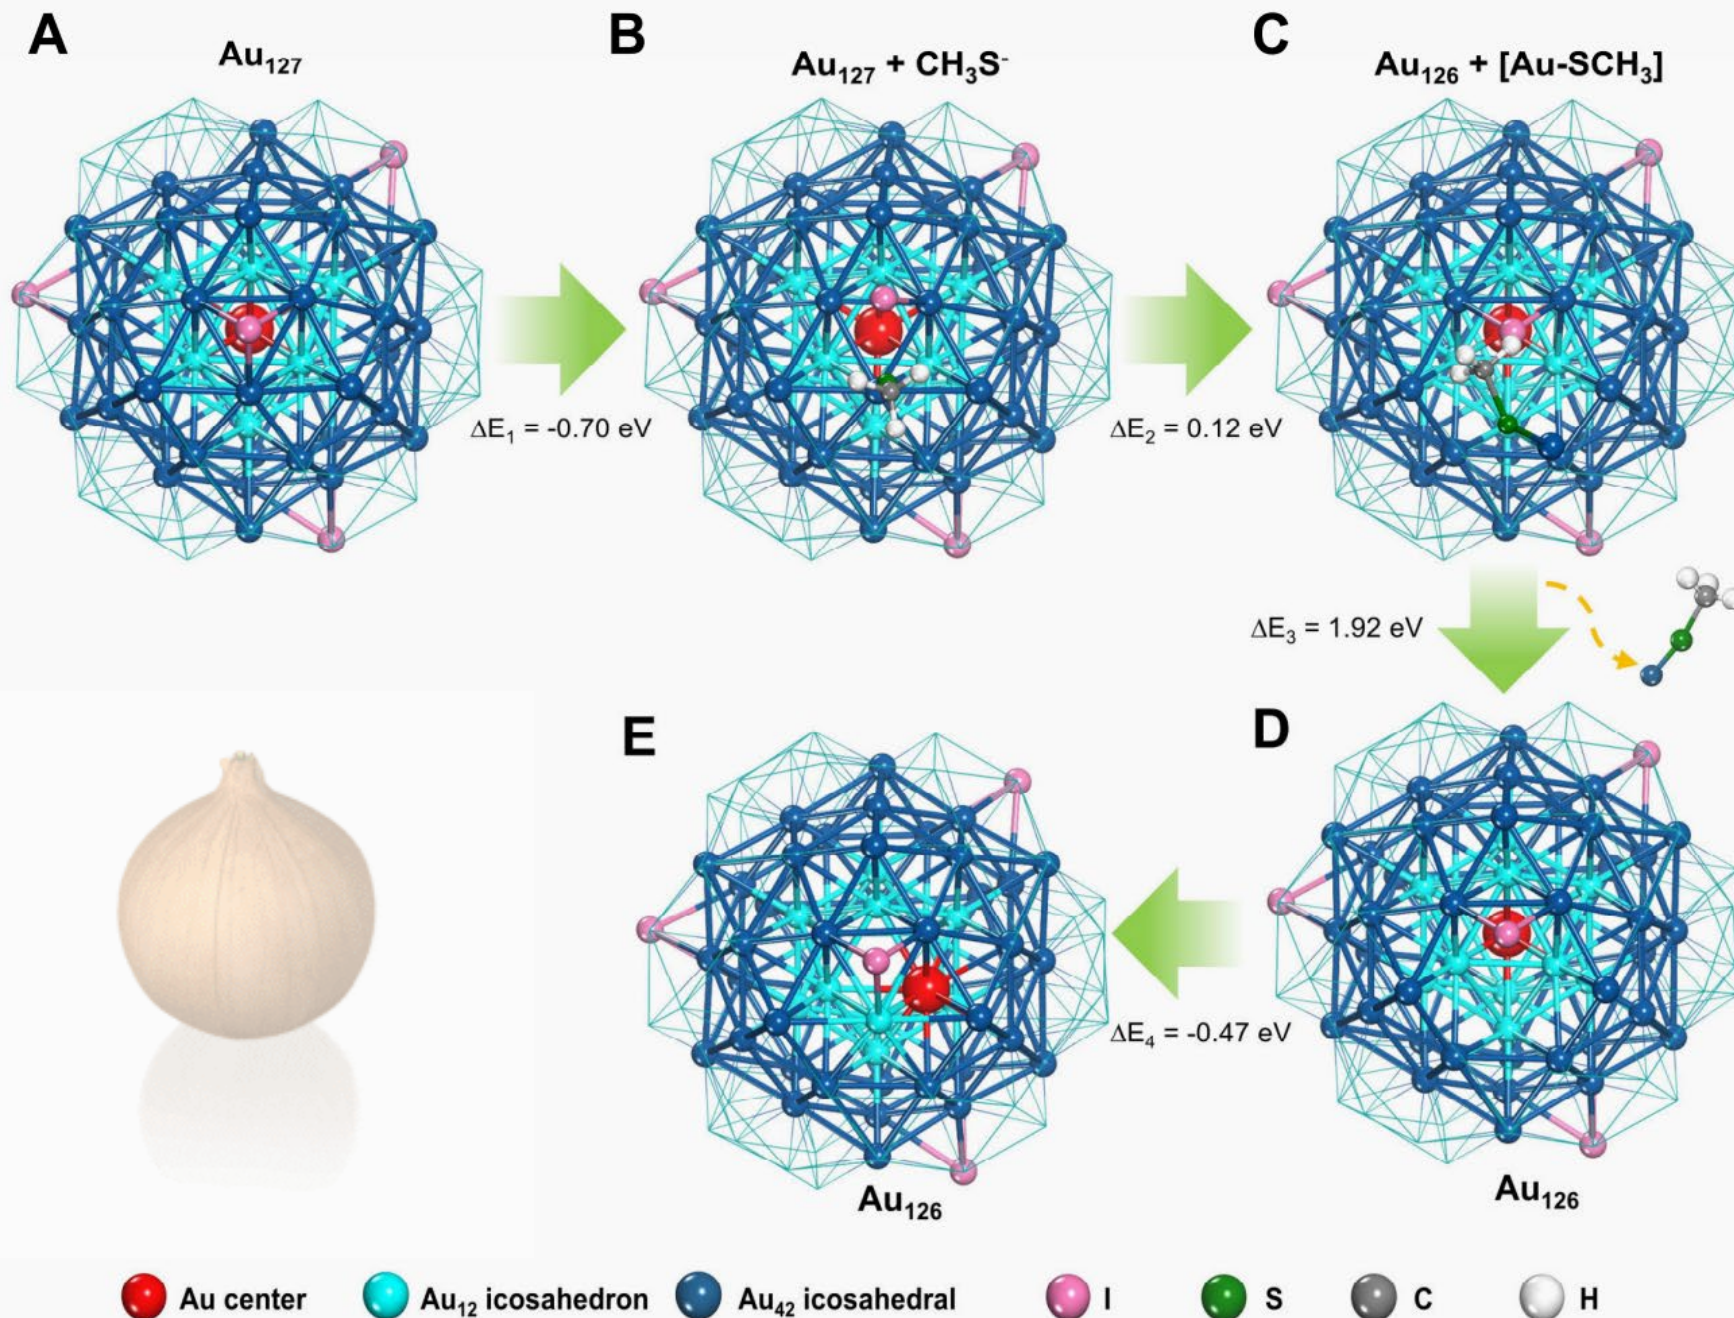 A
Au₁₂₇
B
Au₁₂₇ + CH₃S⁻
C
Au₁₂₆ + [Au-SCH₃]
ΔE₁ = -0.70 eV
ΔE₂ = 0.12 eV
ΔE₃ = 1.92 eV
D
Au₁₂₆
ΔE₄ = -0.47 eV
E
Au₁₂₆
Au center
Au₁₂ icosahedron
Au₄₂ icosahedral
I
S
C
H